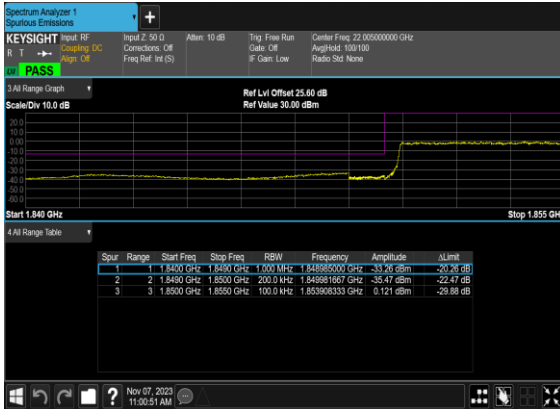 Spectrum Analyzer 1
Spurious Emissions
+
KEYSIGHT
Input: RF
Coupling: DC
Align: Off
Input Z: 50 Ω
Corrections: Off
Freq Ref: Int (S)
Atten: 10 dB
Trig: Free Run
Gate: Off
IF Gain: Low
Center Freq: 22.005000000 GHz
Avg|Hold: 100/100
Radio Std: None
R T
PASS
3 All Range Graph
Ref Lvl Offset 25.60 dB
Scale/Div 10.0 dB
Ref Value 30.00 dBm
20.0
10.0
0.00
-10.0
-20.0
-30.0
-40.0
-50.0
-60.0
Start 1.840 GHz
Stop 1.855 GH
4 All Range Table
Spur Range Start Freq Stop Freq RBW Frequency Amplitude ΔLimit
1 1 1.8400 GHz 1.8490 GHz 1.000 MHz 1.848985000 GHz -33.26 dBm -20.26 dB
2 2 1.8490 GHz 1.8500 GHz 200.0 kHz 1.849981667 GHz -35.47 dBm -22.47 dB
3 3 1.8500 GHz 1.8550 GHz 100.0 kHz 1.853908333 GHz 0.121 dBm -29.88 dB
?
Nov 07, 2023
11:00:51 AM